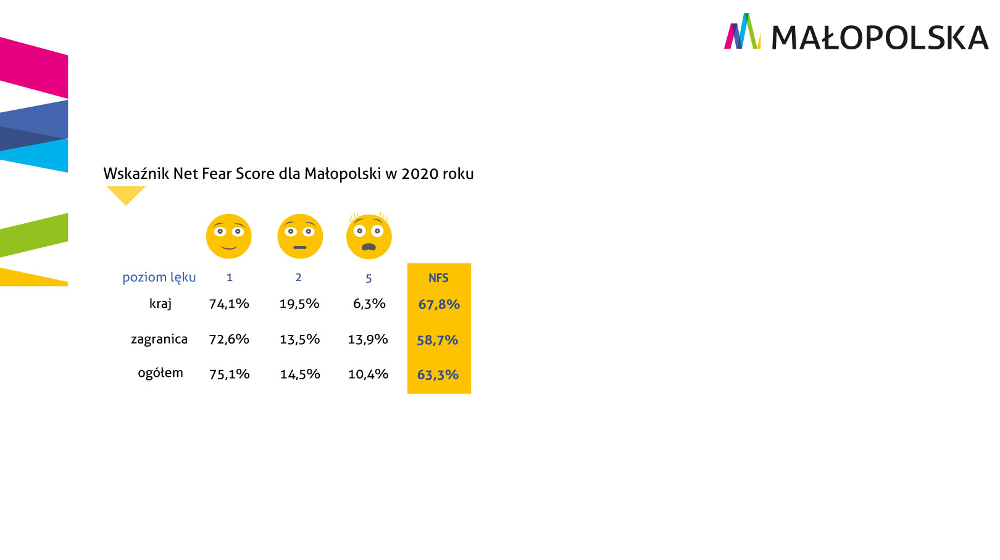 MAŁOPOLSKA
Wskaźnik Net Fear Score dla Małopolski w 2020 roku
poziom lęku 1 2 5 NFS
kraj 74,1% 19,5% 6,3% 67,8%
zagranica 72,6% 13,5% 13,9% 58,7%
ogółem 75,1% 14,5% 10,4% 63,3%